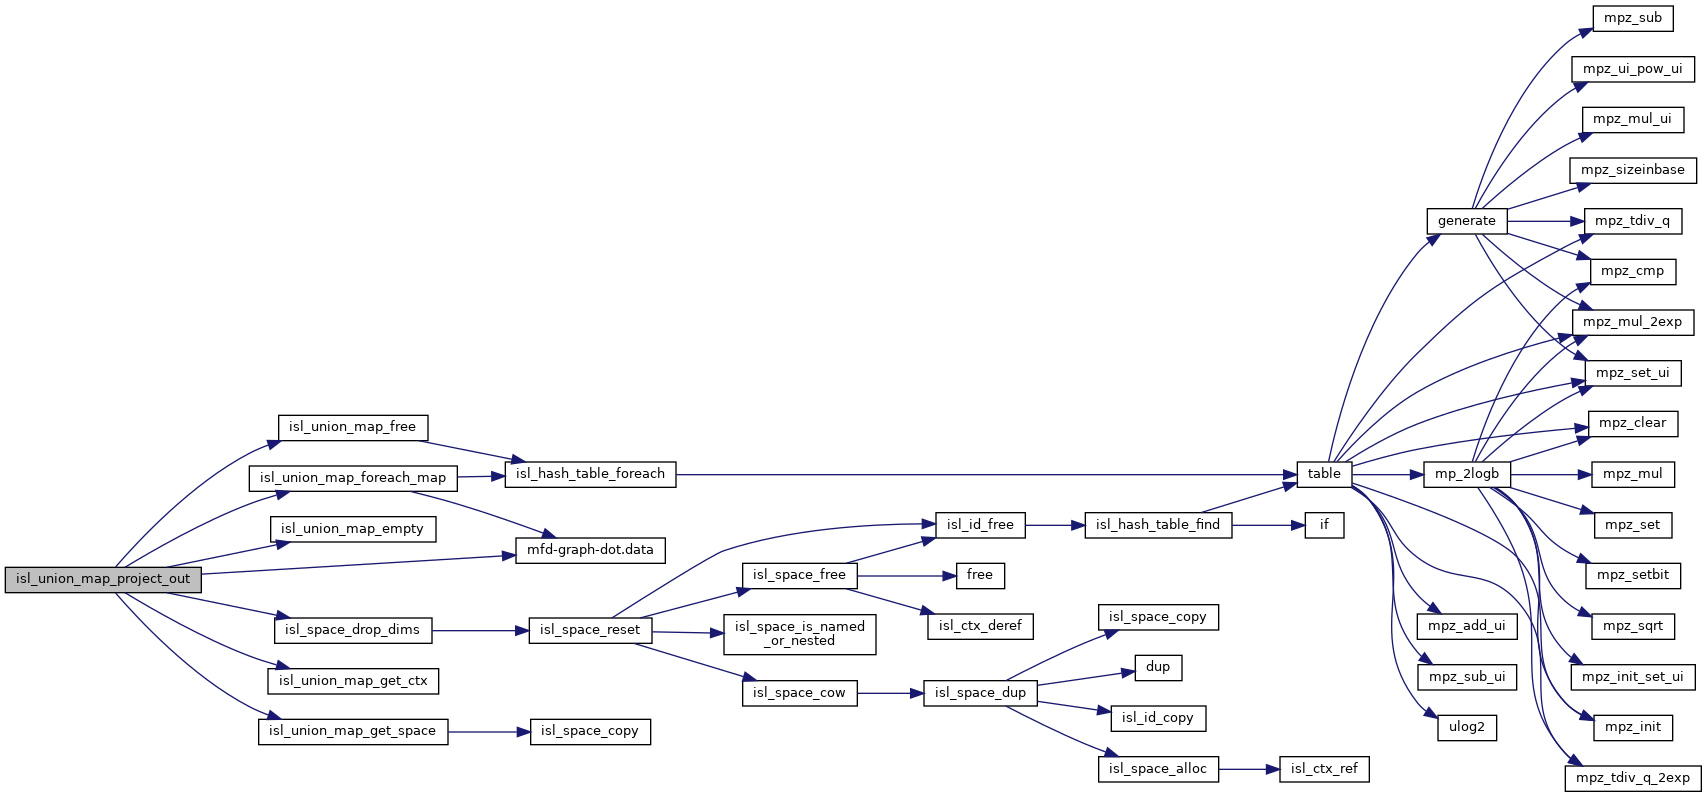 isl_union_map_project_out
isl_union_map_free
isl_union_map_foreach_map
isl_union_map_empty
isl_space_drop_dims
isl_union_map_get_ctx
isl_union_map_get_space
isl_hash_table_foreach
mfd-graph-dot.data
isl_space_reset
isl_space_copy
isl_space_free
isl_space_is_named
_or_nested
isl_space_cow
isl_id_free
free
isl_ctx_deref
isl_space_dup
isl_hash_table_find
isl_space_copy
dup
isl_id_copy
isl_space_alloc
table
if
isl_ctx_ref
generate
mp_2logb
mpz_add_ui
mpz_sub_ui
ulog2
mpz_sub
mpz_ui_pow_ui
mpz_mul_ui
mpz_sizeinbase
mpz_tdiv_q
mpz_cmp
mpz_mul_2exp
mpz_set_ui
mpz_clear
mpz_mul
mpz_set
mpz_setbit
mpz_sqrt
mpz_init_set_ui
mpz_init
mpz_tdiv_q_2exp